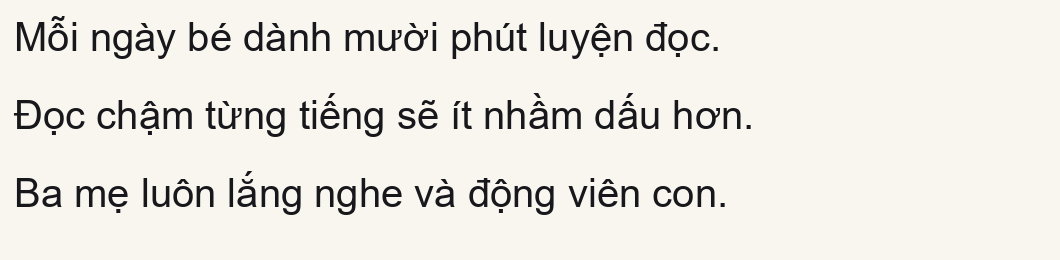 Mỗi ngày bé dành mười phút luyện đọc.
Đọc chậm từng tiếng sẽ ít nhầm dấu hơn.
Ba mẹ luôn lắng nghe và động viên con.